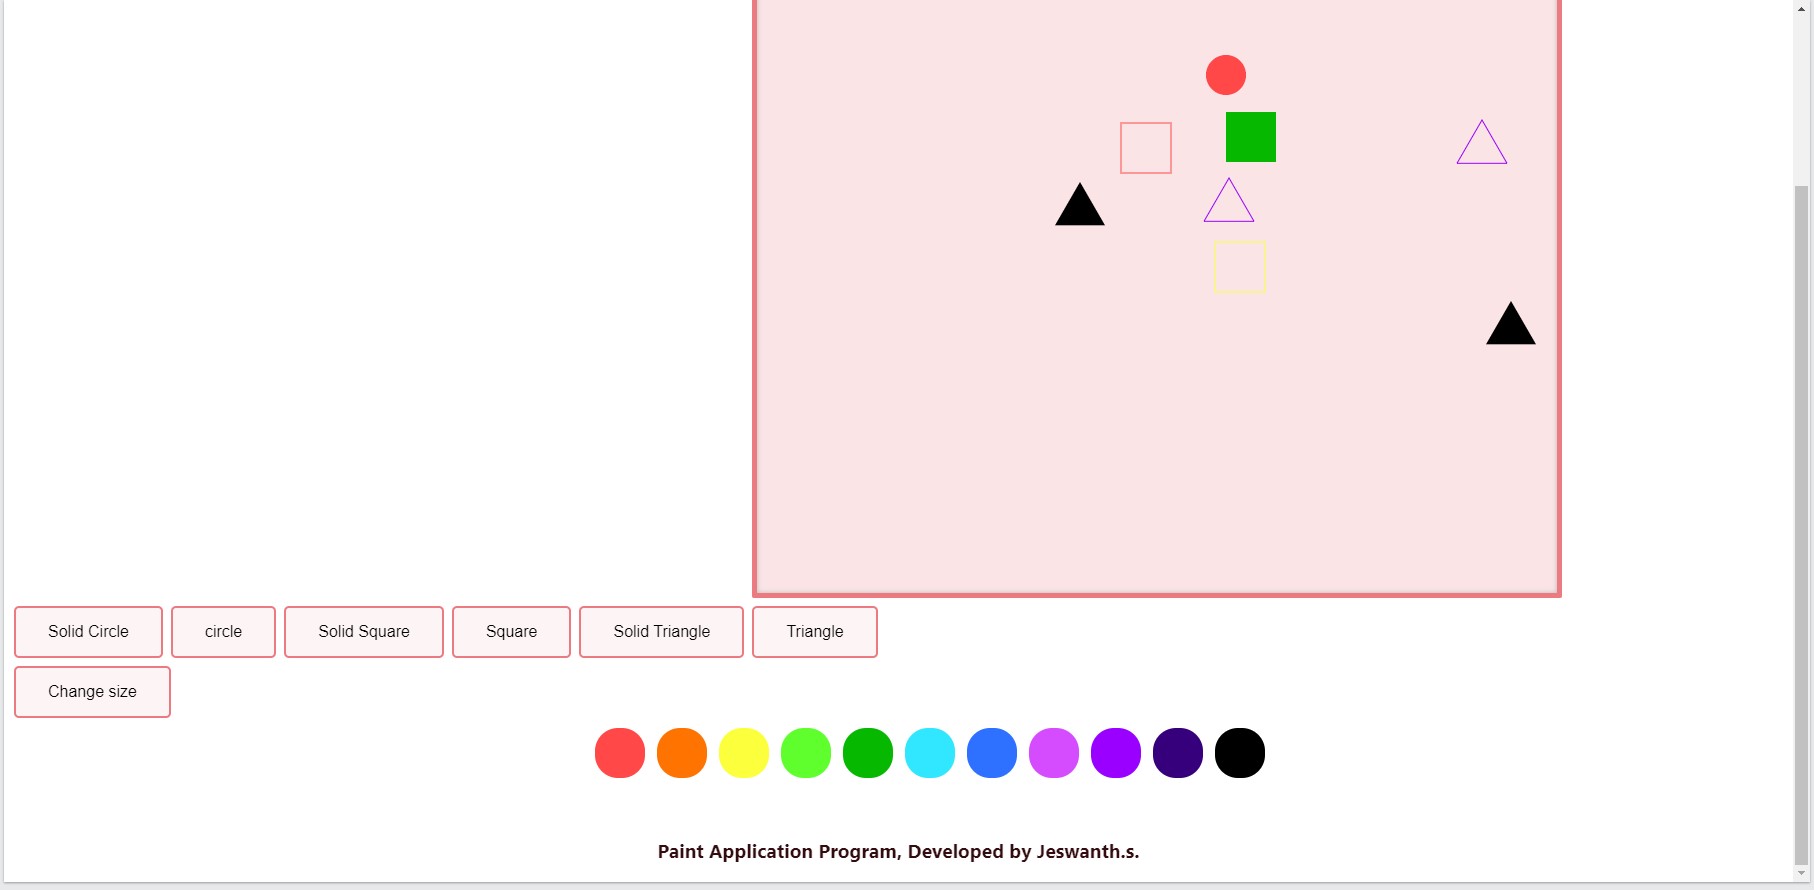 Solid Circle circle Solid Square Square Solid Triangle Triangle
Change size
Paint Application Program, Developed by Jeswanth.s.